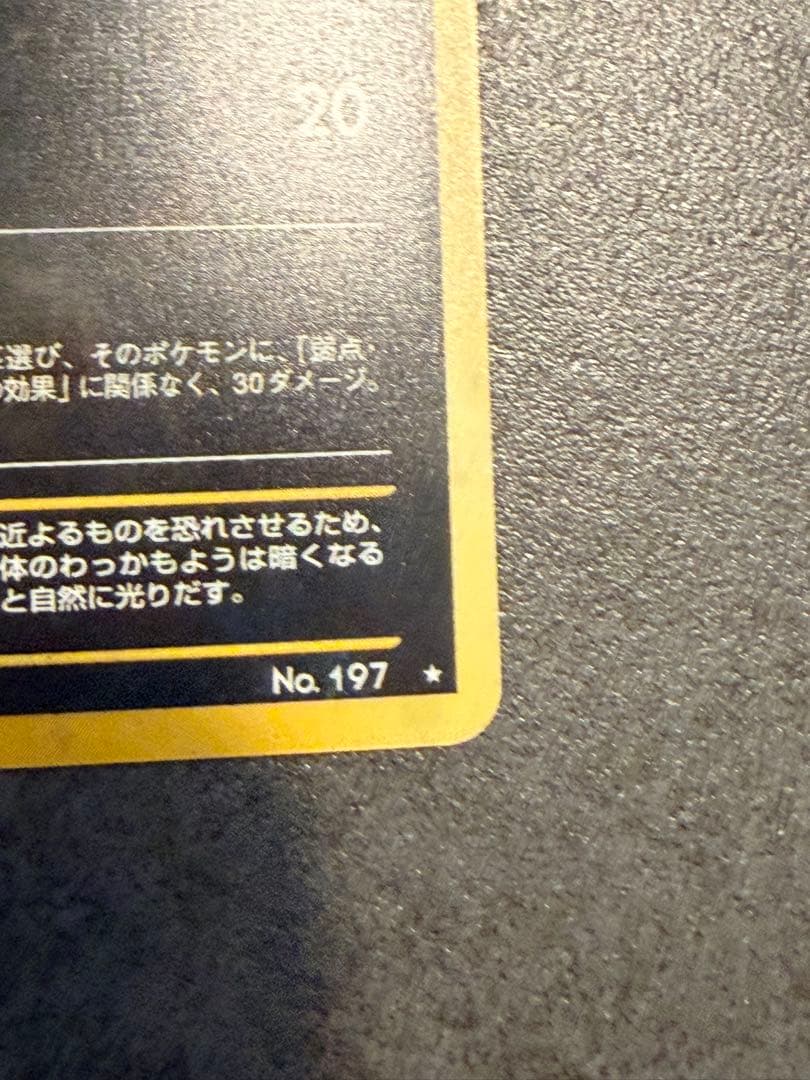 20
選び、そのポケモンに、「弱点・
効果」に関係なく、30ダメージ。
近よるものを恐れさせるため、
体のわっかもようは暗くなる
と自然に光りだす。
No. 197 ★